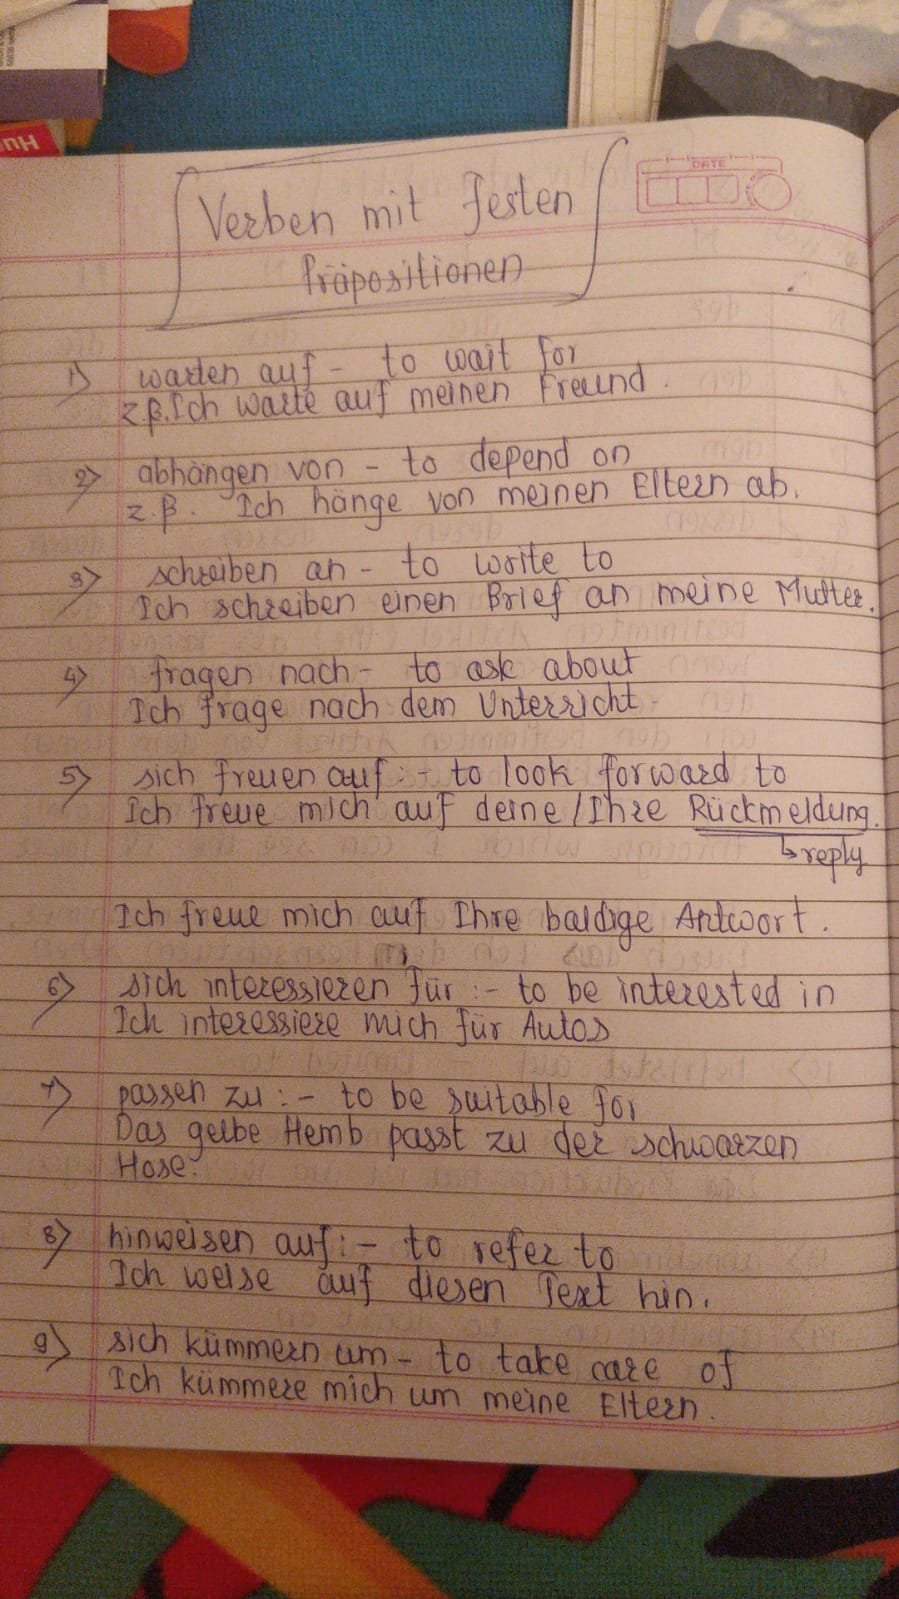 DATE
Verben mit festen
Präpositionen
1) warten auf - to wait for
z.B. Ich warte auf meinen Freund.
2) abhängen von - to depend on
z.B. Ich hänge von meinen Eltern ab.
3) schreiben an - to write to
Ich schreiben einen Brief an meine Mutter.
4) fragen nach - to ask about
Ich frage nach dem Unterricht.
5) sich freuen auf :- to look forward to
Ich freue mich auf deine/Ihre Rückmeldung.
↳ reply
Ich freue mich auf Ihre baldige Antwort.
6) sich interessieren für :- to be interested in
Ich interessiere mich für Autos
7) passen zu :- to be suitable for
Das gelbe Hemb passt zu der schwarzen
Hose.
8) hinweisen auf :- to refer to
Ich weise auf diesen Text hin.
9) sich kümmern um - to take care of
Ich kümmere mich um meine Eltern.